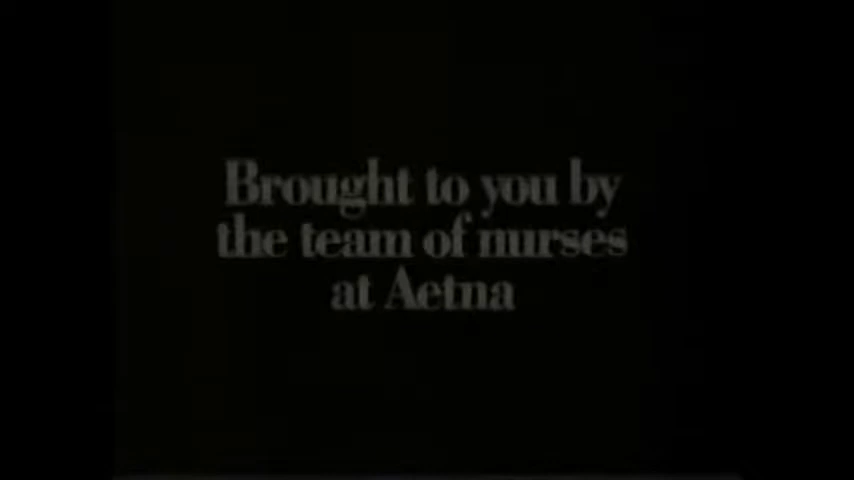 Brought to you by
the team of nurses
at Aetna